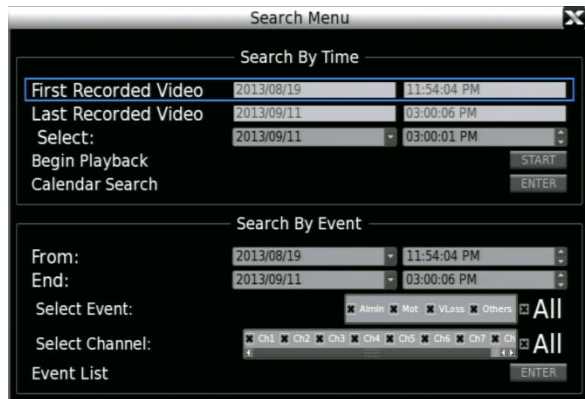 Search Menu
Search By Time
First Recorded Video 2013/08/19 11:54:04 PM
Last Recorded Video 2013/09/11 03:00:06 PM
Select: 2013/09/11 03:00:01 PM
Begin Playback START
Calendar Search ENTER
Search By Event
From: 2013/08/19 11:54:04 PM
End: 2013/09/11 03:00:06 PM
Select Event: Almin Mot VLoss Others All
Select Channel: Ch1 Ch2 Ch3 Ch4 Ch5 Ch6 Ch7 Ch All
Event List ENTER